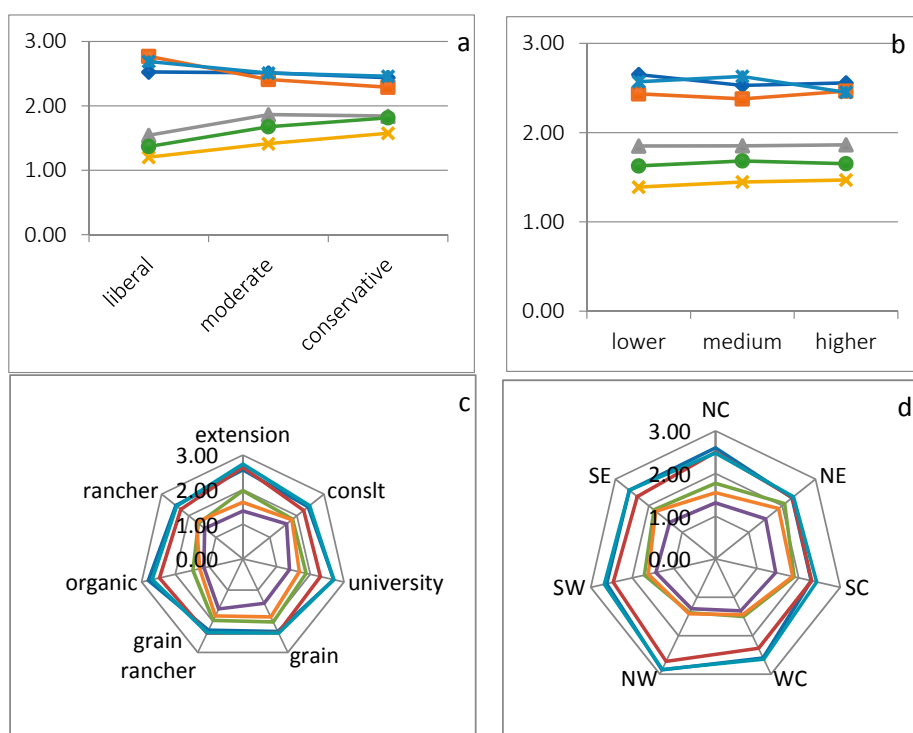 a
3.00
2.00
1.00
0.00
liberal
moderate
conservative
b
3.00
2.00
1.00
0.00
lower medium higher
c
extension
3.00
2.00
1.00
0.00
conslt
university
grain
grain
rancher
organic
rancher
d
NC
3.00
2.00
1.00
0.00
NE
SC
WC
NW
SW
SE